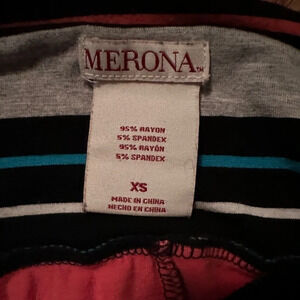 MERONA™
95% RAYON
5% SPANDEX
95% RAYÓN
5% SPANDEX
XS
MADE IN CHINA
HECHO EN CHINA